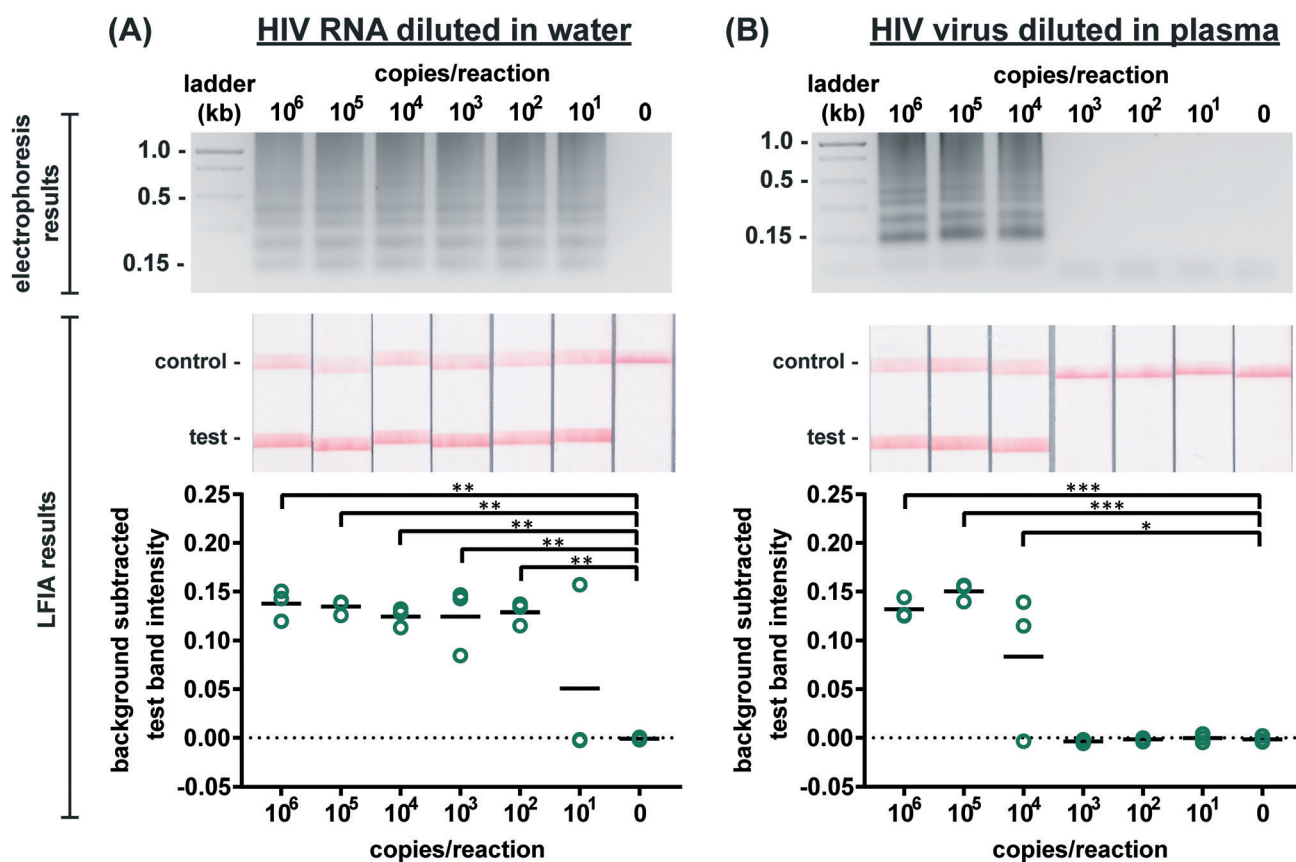 (A) HIV RNA diluted in water
copies/reaction
ladder (kb) 10⁶ 10⁵ 10⁴ 10³ 10² 10¹ 0
1.0 -
0.5 -
0.15 -
electrophoresis results
control -
test -
LFIA results
** 
**
**
**
**
background subtracted
test band intensity
0.25
0.20
0.15
0.10
0.05
0.00
-0.05
10⁶ 10⁵ 10⁴ 10³ 10² 10¹ 0
copies/reaction
(B) HIV virus diluted in plasma
copies/reaction
ladder (kb) 10⁶ 10⁵ 10⁴ 10³ 10² 10¹ 0
1.0 -
0.5 -
0.15 -
control -
test -
***
***
*
background subtracted
test band intensity
0.25
0.20
0.15
0.10
0.05
0.00
-0.05
10⁶ 10⁵ 10⁴ 10³ 10² 10¹ 0
copies/reaction